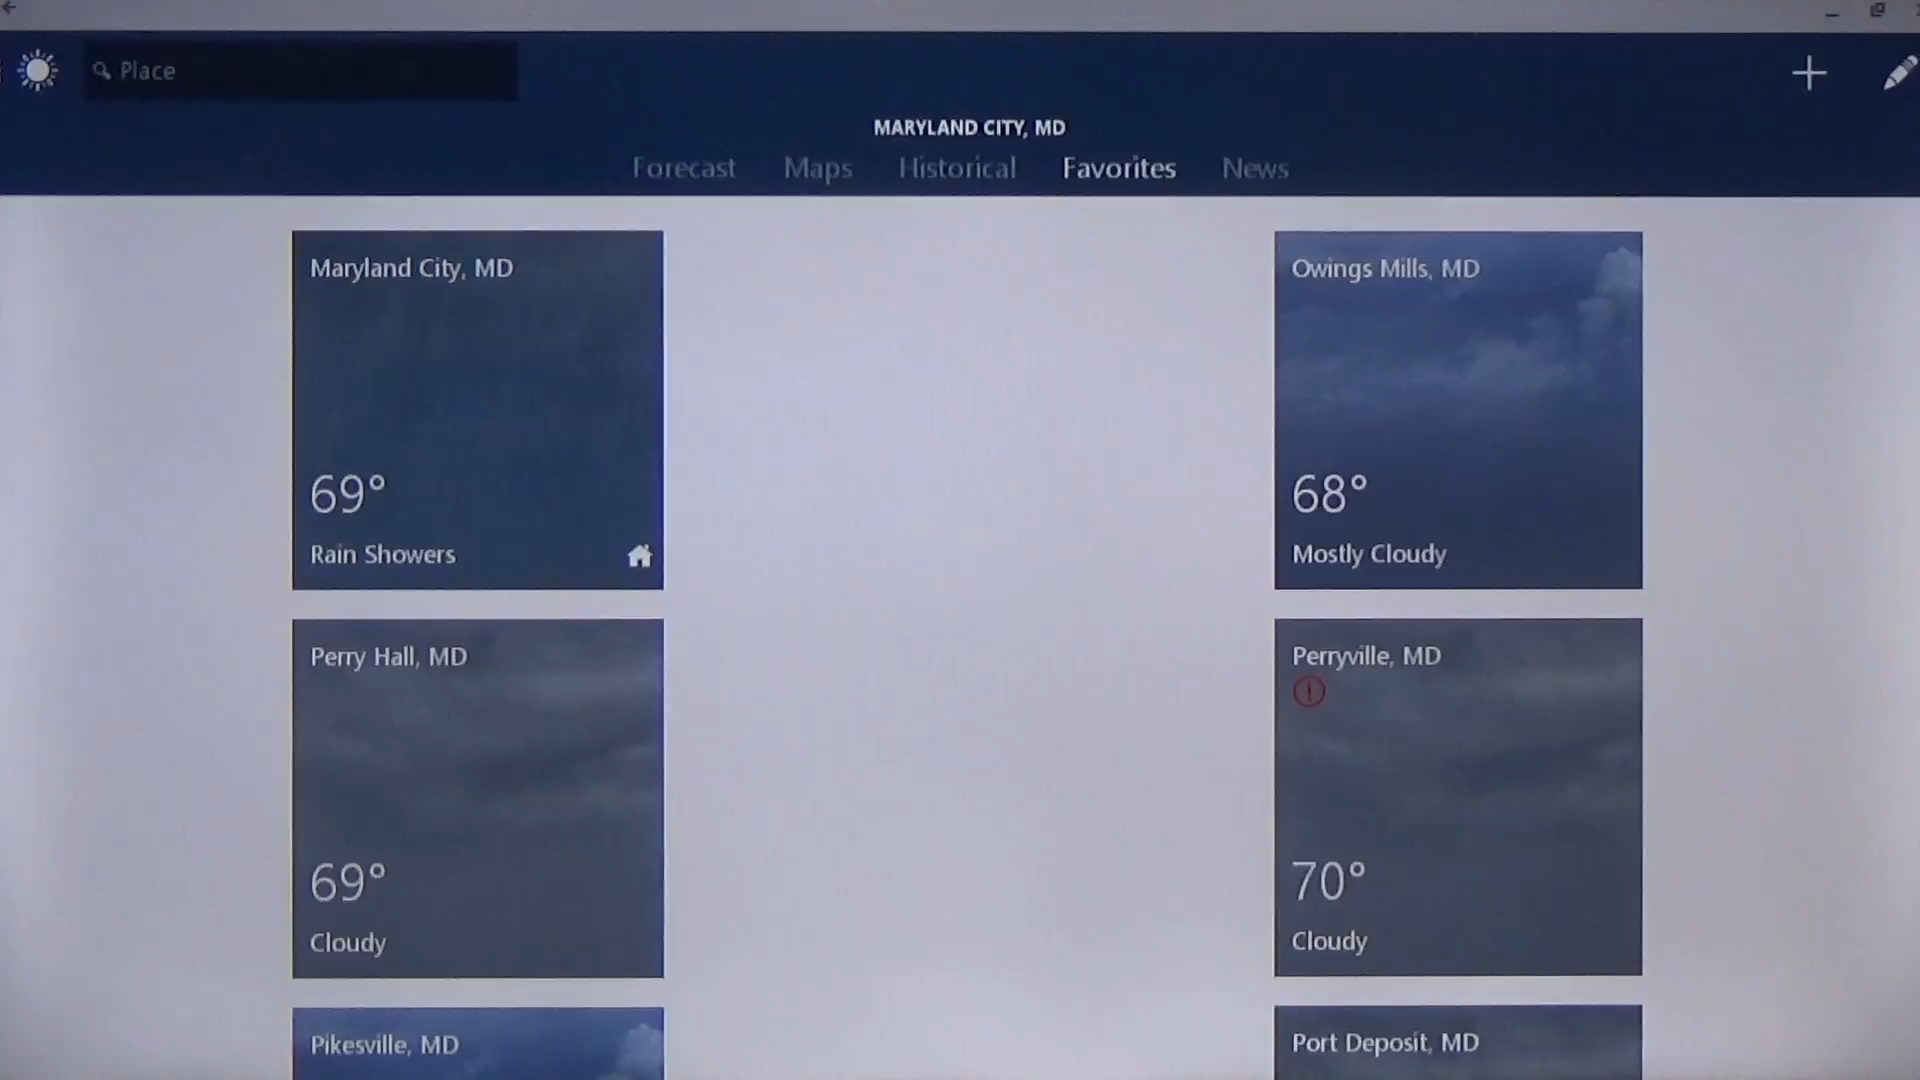 Place
MARYLAND CITY, MD
Forecast Maps Historical Favorites News
Maryland City, MD
69°
Rain Showers
Owings Mills, MD
68°
Mostly Cloudy
Perry Hall, MD
69°
Cloudy
Perryville, MD
70°
Cloudy
Pikesville, MD
Port Deposit, MD